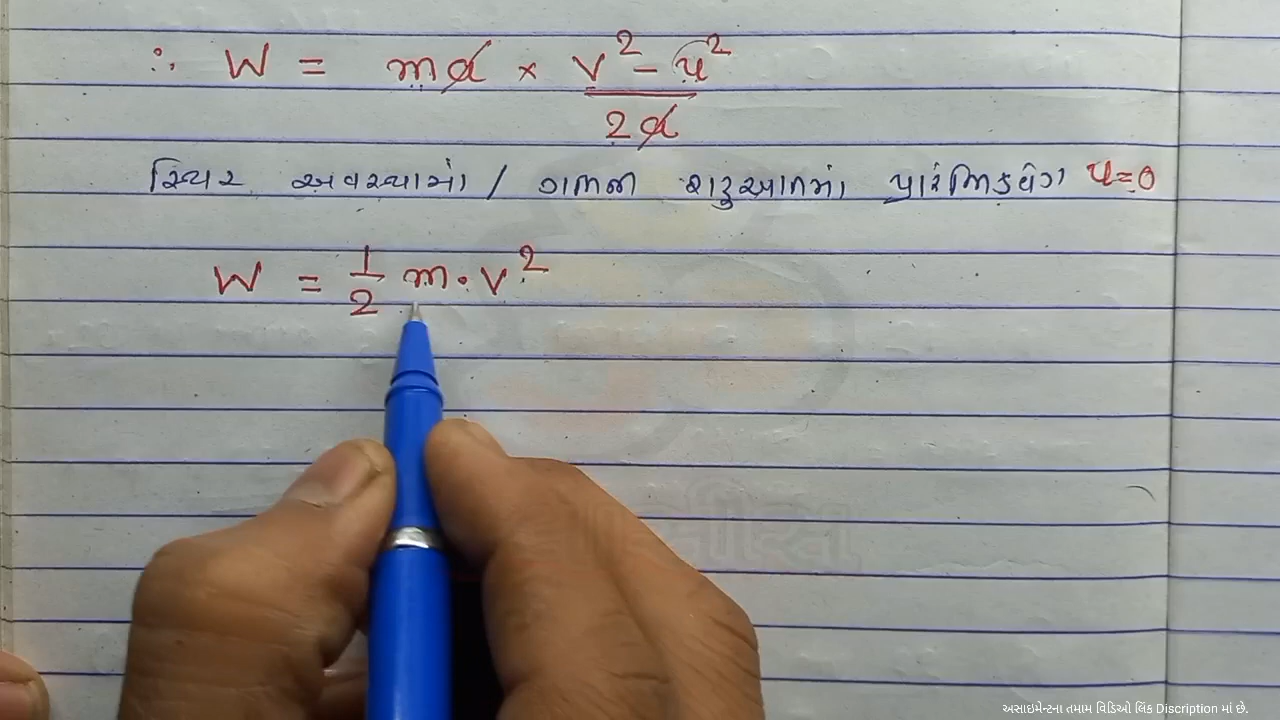 ∴ W = ma × v² - u²
2a
સ્થિર અવસ્થામાં / ગતિની શરૂઆતમાં પ્રારંભિકવેગ u=0
W = 1/2 m · v²
અસાઇમેન્ટના તમામ વિડિઓ લિંક Discription માં છે.